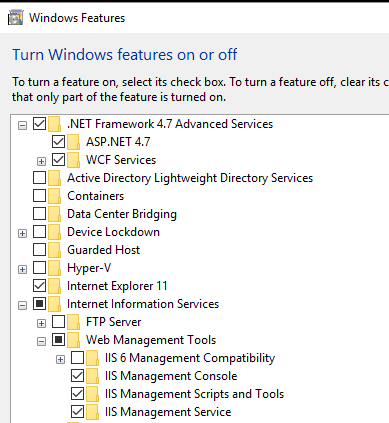 Windows Features
Turn Windows features on or off
To turn a feature on, select its check box. To turn a feature off, clear its c
that only part of the feature is turned on.
.NET Framework 4.7 Advanced Services
ASP.NET 4.7
WCF Services
Active Directory Lightweight Directory Services
Containers
Data Center Bridging
Device Lockdown
Guarded Host
Hyper-V
Internet Explorer 11
Internet Information Services
FTP Server
Web Management Tools
IIS 6 Management Compatibility
IIS Management Console
IIS Management Scripts and Tools
IIS Management Service